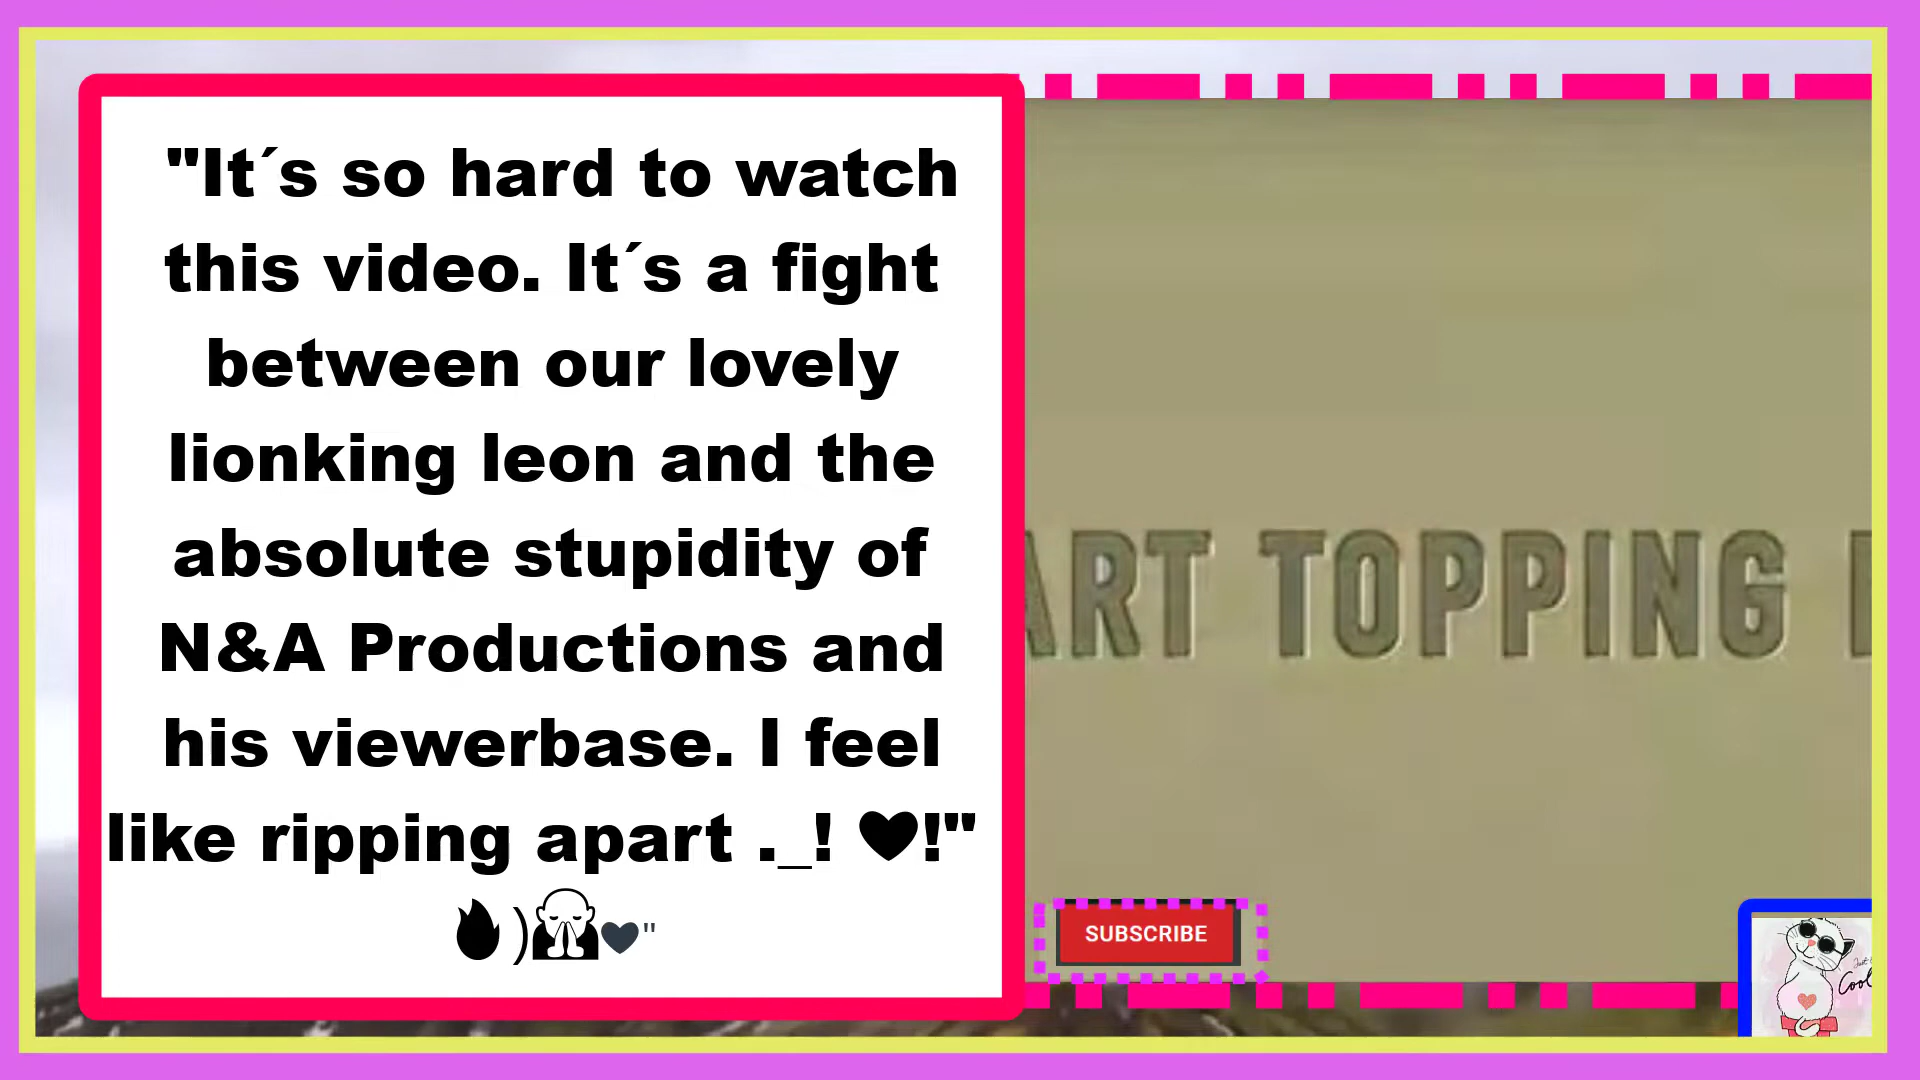 "It´s so hard to watch
this video. It´s a fight
between our lovely
lionking leon and the
absolute stupidity of
N&A Productions and
his viewerbase. I feel
like ripping apart ._! 🖤!"
)🖤"
ART TOPPING
SUBSCRIBE
Cool